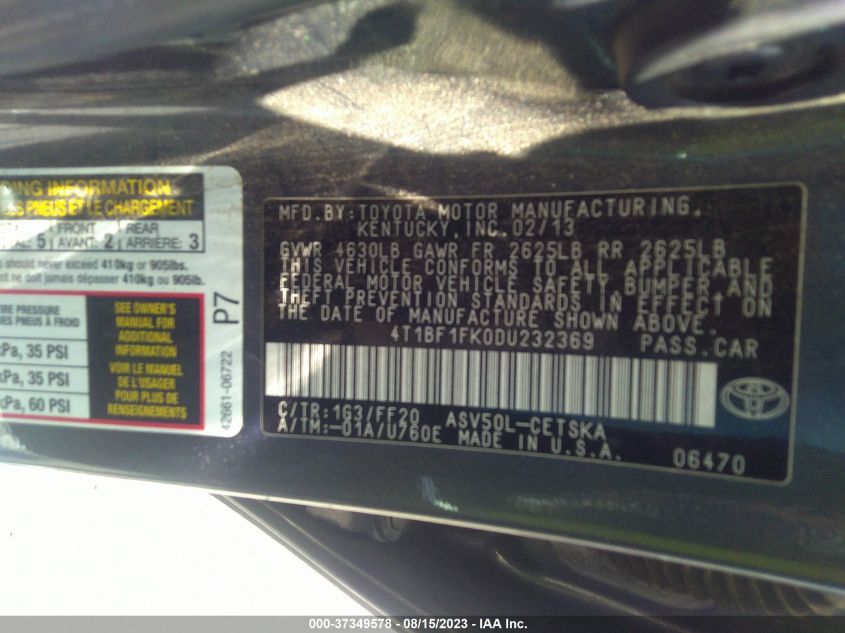 DING INFORMATION
S PNEUS ET LE CHARGEMENT
FRONT REAR
5 AVANT: 2 ARRIÈRE: 3
should never exceed 410kg or 905lbs.
ne doit jamais dépasser 410kg ou 905lb.
TIRE PRESSURE
DES PNEUS À FROID
kPa, 35 PSI
kPa, 35 PSI
kPa, 60 PSI
SEE OWNER'S
MANUAL FOR
ADDITIONAL
INFORMATION
VOIR LE MANUEL
DE L'USAGER
POUR PLUS DE
RENSEIGNEMENTS
P7
42661-06722
MFD.BY:TOYOTA MOTOR MANUFACTURING,
KENTUCKY,INC.02/13
GVWR 4630LB GAWR FR 2625LB RR 2625LB
THIS VEHICLE CONFORMS TO ALL APPLICABLE
FEDERAL MOTOR VEHICLE SAFETY,BUMPER AND
THEFT PREVENTION STANDARDS IN EFFECT ON
THE DATE OF MANUFACTURE SHOWN ABOVE.
4T1BF1FK0DU232369 PASS.CAR
C/TR:1G3/FF20 ASV50L-CETSKA
A/TM:-01A/U760E MADE IN U.S.A. 06470
000-37349578 - 08/15/2023 - IAA Inc.